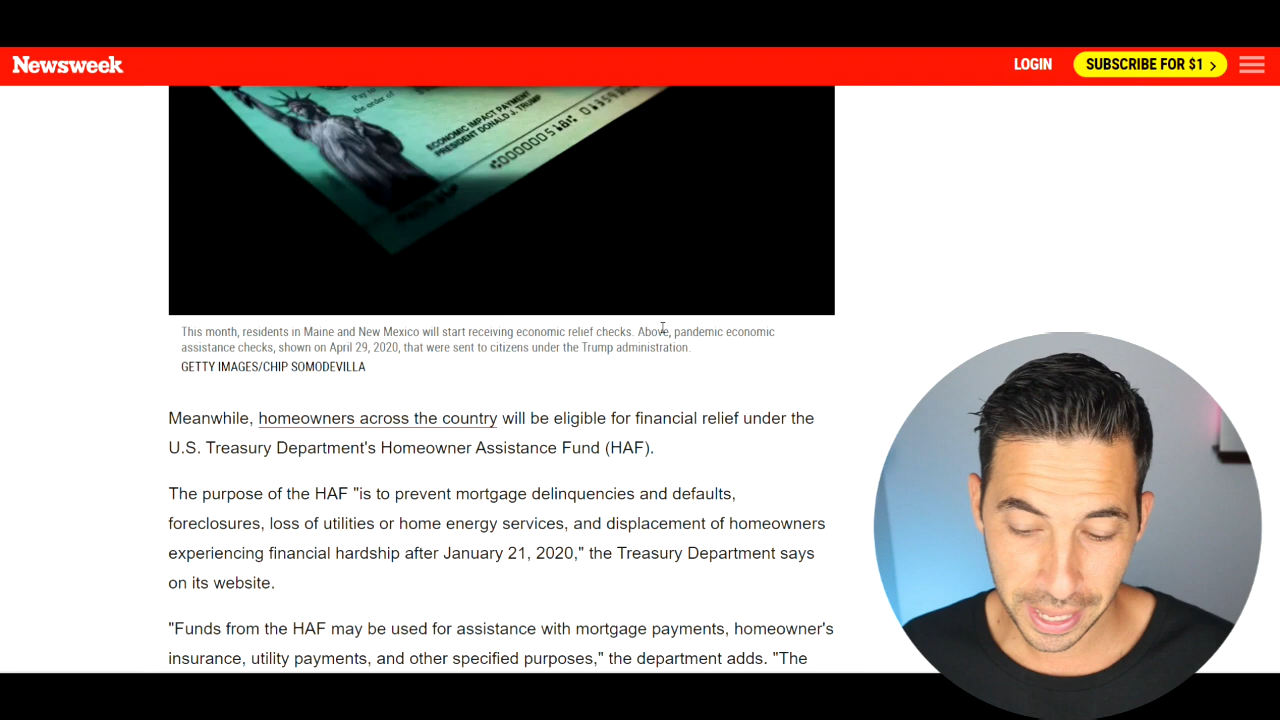 Newsweek
LOGIN
SUBSCRIBE FOR $1
Pay to
the order of
ECONOMIC IMPACT PAYMENT
PRESIDENT DONALD J. TRUMP
This month, residents in Maine and New Mexico will start receiving economic relief checks. Above, pandemic economic
assistance checks, shown on April 29, 2020, that were sent to citizens under the Trump administration.
GETTY IMAGES/CHIP SOMODEVILLA
Meanwhile, homeowners across the country will be eligible for financial relief under the
U.S. Treasury Department's Homeowner Assistance Fund (HAF).
The purpose of the HAF "is to prevent mortgage delinquencies and defaults,
foreclosures, loss of utilities or home energy services, and displacement of homeowners
experiencing financial hardship after January 21, 2020," the Treasury Department says
on its website.
"Funds from the HAF may be used for assistance with mortgage payments, homeowner's
insurance, utility payments, and other specified purposes," the department adds. "The